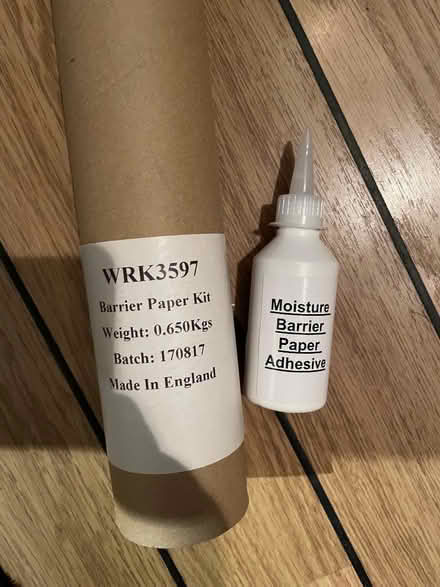 WRK3597
Barrier Paper Kit
Weight: 0.650Kgs
Batch: 170817
Made In England
Moisture
Barrier
Paper
Adhesive